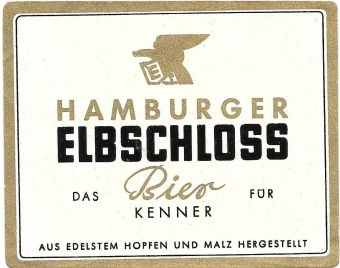 E
HAMBURGER
ELBSCHLOSS
DAS Bier FÜR
KENNER
AUS EDELSTEM HOPFEN UND MALZ HERGESTELLT